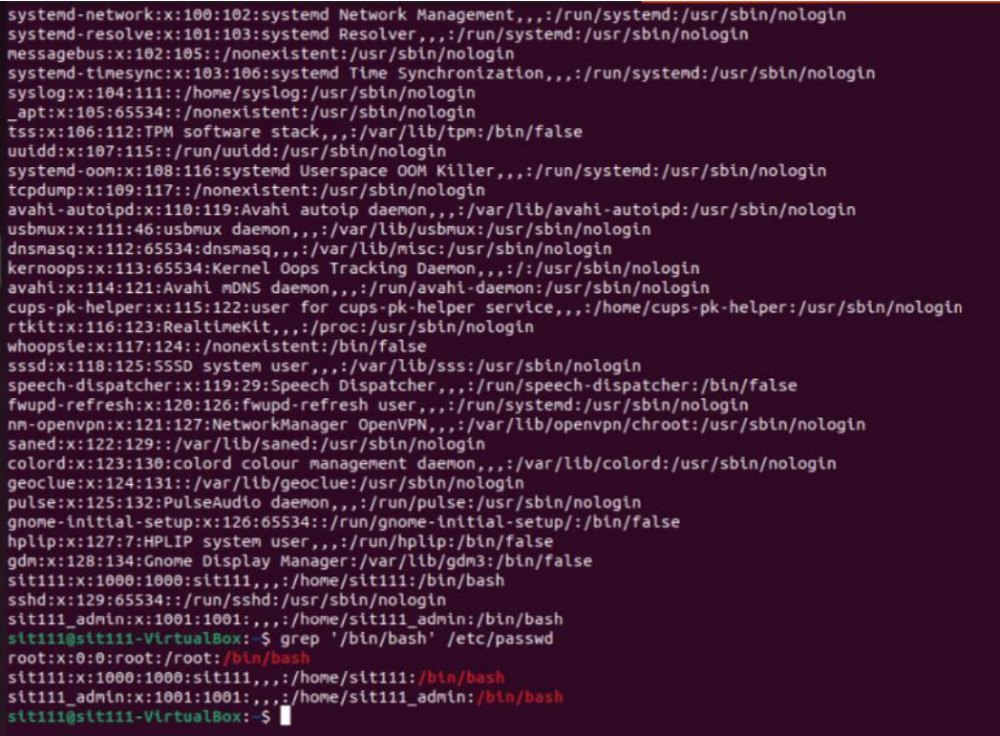 systemd-network:x:100:102:systemd Network Management,,,:/run/systemd:/usr/sbin/nologin
systemd-resolve:x:101:103:systemd Resolver,,,:/run/systemd:/usr/sbin/nologin
messagebus:x:102:105::/nonexistent:/usr/sbin/nologin
systemd-timesync:x:103:106:systemd Time Synchronization,,,:/run/systemd:/usr/sbin/nologin
syslog:x:104:111::/home/syslog:/usr/sbin/nologin
_apt:x:105:65534::/nonexistent:/usr/sbin/nologin
tss:x:106:112:TPM software stack,,,:/var/lib/tpm:/bin/false
uuidd:x:107:115::/run/uuidd:/usr/sbin/nologin
systemd-oom:x:108:116:systemd Userspace OOM Killer,,,:/run/systemd:/usr/sbin/nologin
tcpdump:x:109:117::/nonexistent:/usr/sbin/nologin
avahi-autoipd:x:110:119:Avahi autoip daemon,,,:/var/lib/avahi-autoipd:/usr/sbin/nologin
usbmux:x:111:46:usbmux daemon,,,:/var/lib/usbmux:/usr/sbin/nologin
dnsmasq:x:112:65534:dnsmasq,,,:/var/lib/misc:/usr/sbin/nologin
kernoops:x:113:65534:Kernel Oops Tracking Daemon,,,:/:/usr/sbin/nologin
avahi:x:114:121:Avahi mDNS daemon,,,:/run/avahi-daemon:/usr/sbin/nologin
cups-pk-helper:x:115:122:user for cups-pk-helper service,,,:/home/cups-pk-helper:/usr/sbin/nologin
rtkit:x:116:123:RealtimeKit,,,:/proc:/usr/sbin/nologin
whoopsie:x:117:124::/nonexistent:/bin/false
sssd:x:118:125:SSSD system user,,,:/var/lib/sss:/usr/sbin/nologin
speech-dispatcher:x:119:29:Speech Dispatcher,,,:/run/speech-dispatcher:/bin/false
fwupd-refresh:x:120:126:fwupd-refresh user,,,:/run/systemd:/usr/sbin/nologin
nm-openvpn:x:121:127:NetworkManager OpenVPN,,,:/var/lib/openvpn/chroot:/usr/sbin/nologin
saned:x:122:129::/var/lib/saned:/usr/sbin/nologin
colord:x:123:130:colord colour management daemon,,,:/var/lib/colord:/usr/sbin/nologin
geoclue:x:124:131::/var/lib/geoclue:/usr/sbin/nologin
pulse:x:125:132:PulseAudio daemon,,,:/run/pulse:/usr/sbin/nologin
gnome-initial-setup:x:126:65534::/run/gnome-initial-setup/:/bin/false
hplip:x:127:7:HPLIP system user,,,:/run/hplip:/bin/false
gdm:x:128:134:Gnome Display Manager:/var/lib/gdm3:/bin/false
sit111:x:1000:1000:sit111,,,:/home/sit111:/bin/bash
sshd:x:129:65534::/run/sshd:/usr/sbin/nologin
sit111_admin:x:1001:1001:,,,:/home/sit111_admin:/bin/bash
sit111@sit111-VirtualBox:~$ grep '/bin/bash' /etc/passwd
root:x:0:0:root:/root:/bin/bash
sit111:x:1000:1000:sit111,,,:/home/sit111:/bin/bash
sit111_admin:x:1001:1001:,,,:/home/sit111_admin:/bin/bash
sit111@sit111-VirtualBox:~$